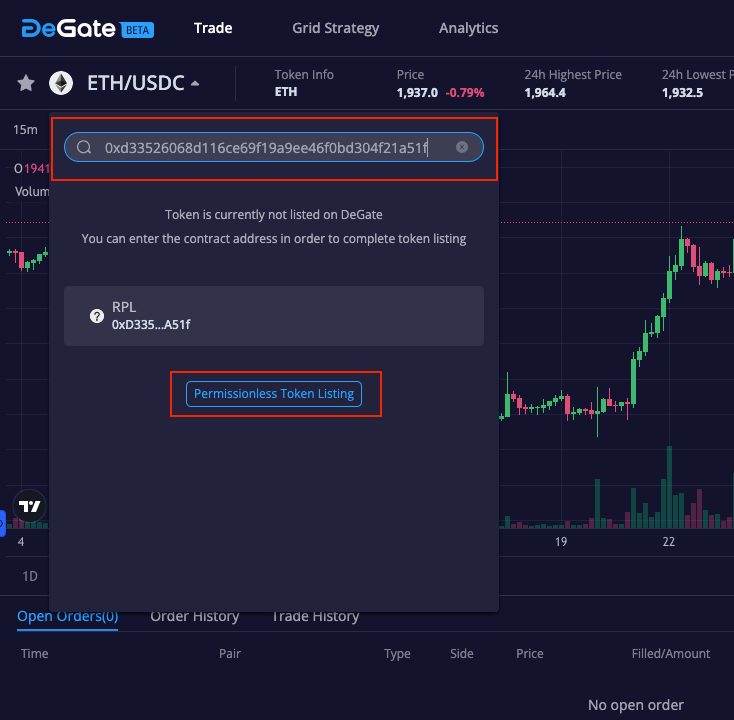 DeGate BETA Trade Grid Strategy Analytics
ETH/USDC
Token Info Price 24h Highest Price 24h Lowest P
ETH 1,937.0 -0.79% 1,964.4 1,932.5
15m
0xd33526068d116ce69f19a9ee46f0bd304f21a51f
O1941
Volum
Token is currently not listed on DeGate
You can enter the contract address in order to complete token listing
RPL
0xD335...A51f
Permissionless Token Listing
4 19 22
1D
Open Orders(0) Order History Trade History
Time Pair Type Side Price Filled/Amount
No open order